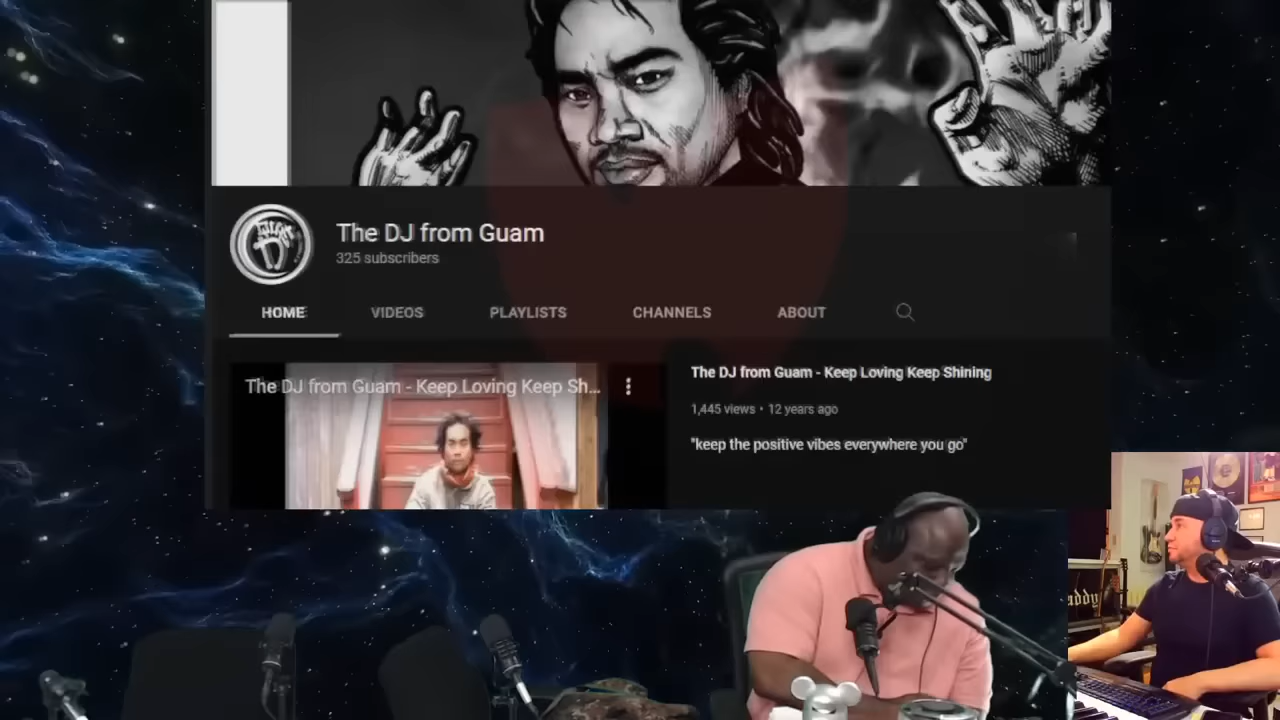 The DJ from Guam
325 subscribers
HOME VIDEOS PLAYLISTS CHANNELS ABOUT
The DJ from Guam - Keep Loving Keep Sh...
The DJ from Guam - Keep Loving Keep Shining
1,445 views • 12 years ago
"keep the positive vibes everywhere you go"
addy